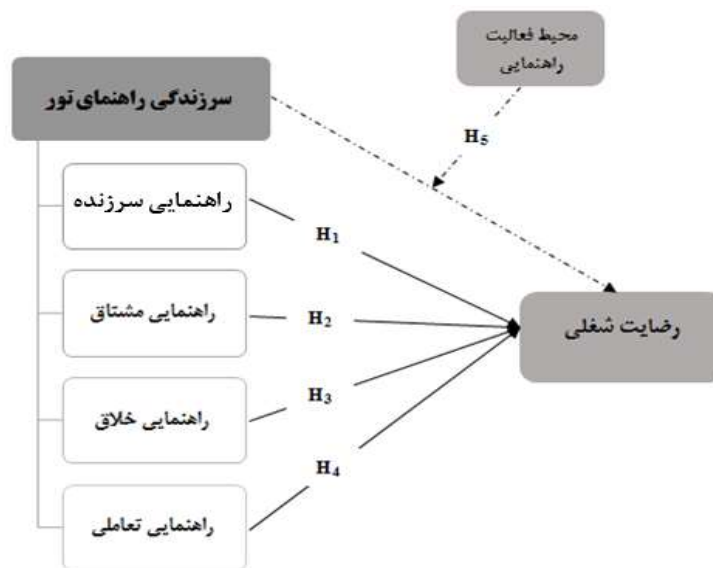 محیط فعالیت
راهنمایی
سرزندگی راهنمای تور
H5
راهنمایی سرزنده
H1
راهنمایی مشتاق
H2
رضایت شغلی
راهنمایی خلاق
H3
H4
راهنمایی تعاملی